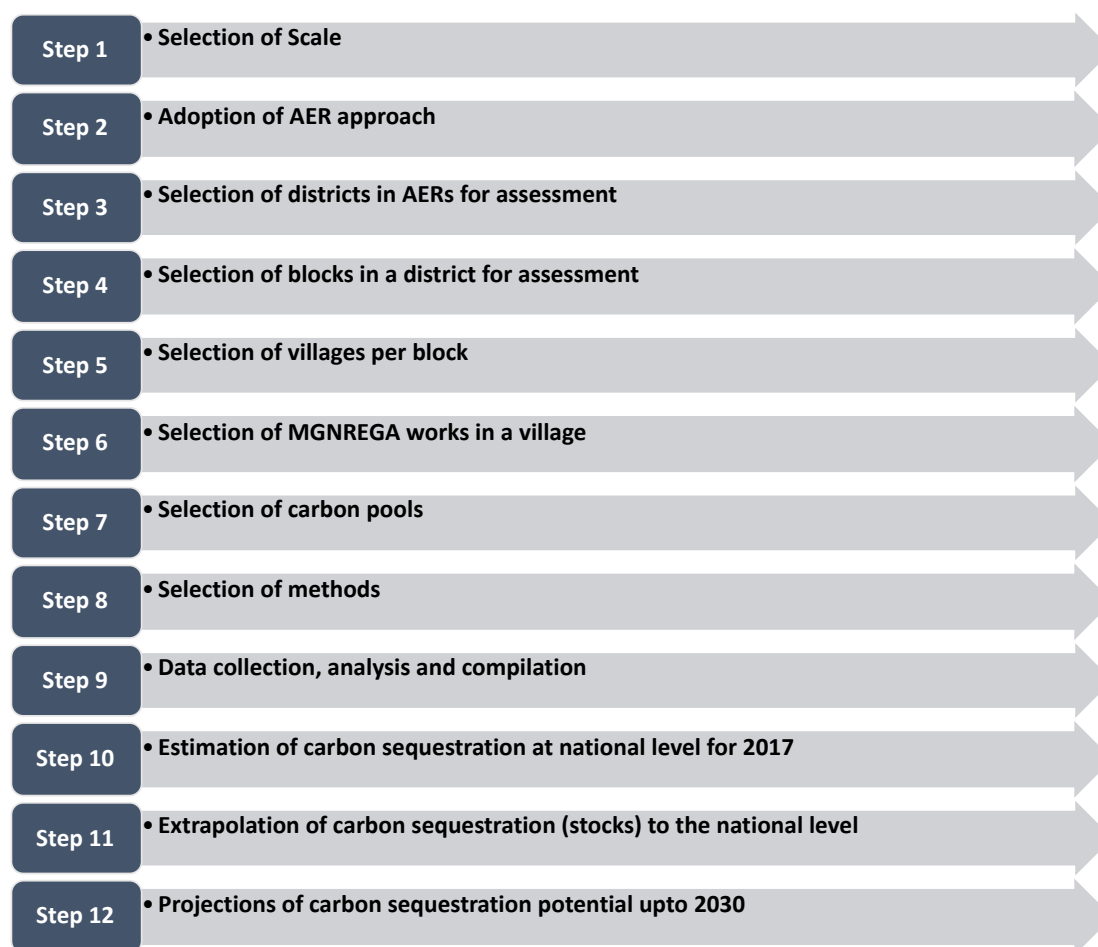 Step 1
• Selection of Scale
Step 2
• Adoption of AER approach
Step 3
• Selection of districts in AERs for assessment
Step 4
• Selection of blocks in a district for assessment
Step 5
• Selection of villages per block
Step 6
• Selection of MGNREGA works in a village
Step 7
• Selection of carbon pools
Step 8
• Selection of methods
Step 9
• Data collection, analysis and compilation
Step 10
• Estimation of carbon sequestration at national level for 2017
Step 11
• Extrapolation of carbon sequestration (stocks) to the national level
Step 12
• Projections of carbon sequestration potential upto 2030